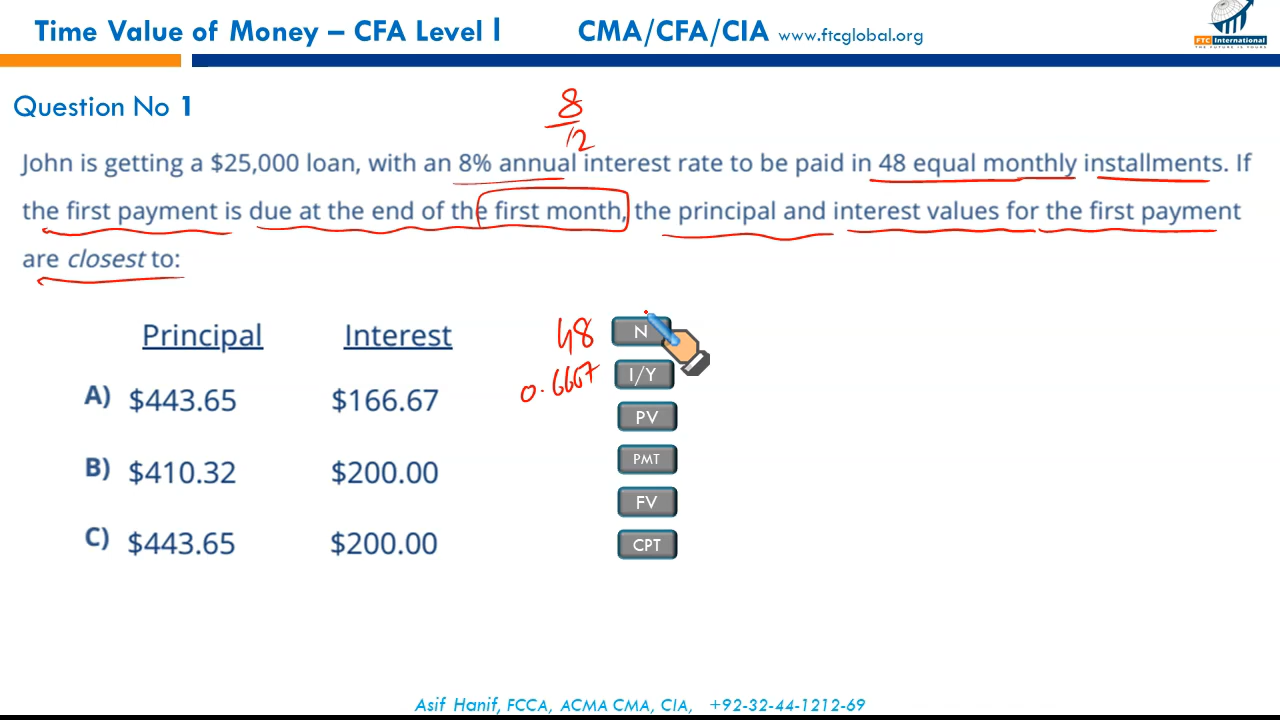 Time Value of Money – CFA Level I CMA/CFA/CIA www.ftcglobal.org
FTC International
THE FUTURE IS YOURS
Question No 1
8
12
John is getting a $25,000 loan, with an 8% annual interest rate to be paid in 48 equal monthly installments. If
the first payment is due at the end of the first month, the principal and interest values for the first payment
are closest to:
Principal Interest
A) $443.65 $166.67
B) $410.32 $200.00
C) $443.65 $200.00
48 N
0.6667 I/Y
PV
PMT
FV
CPT
Asif Hanif, FCCA, ACMA CMA, CIA, +92-32-44-1212-69